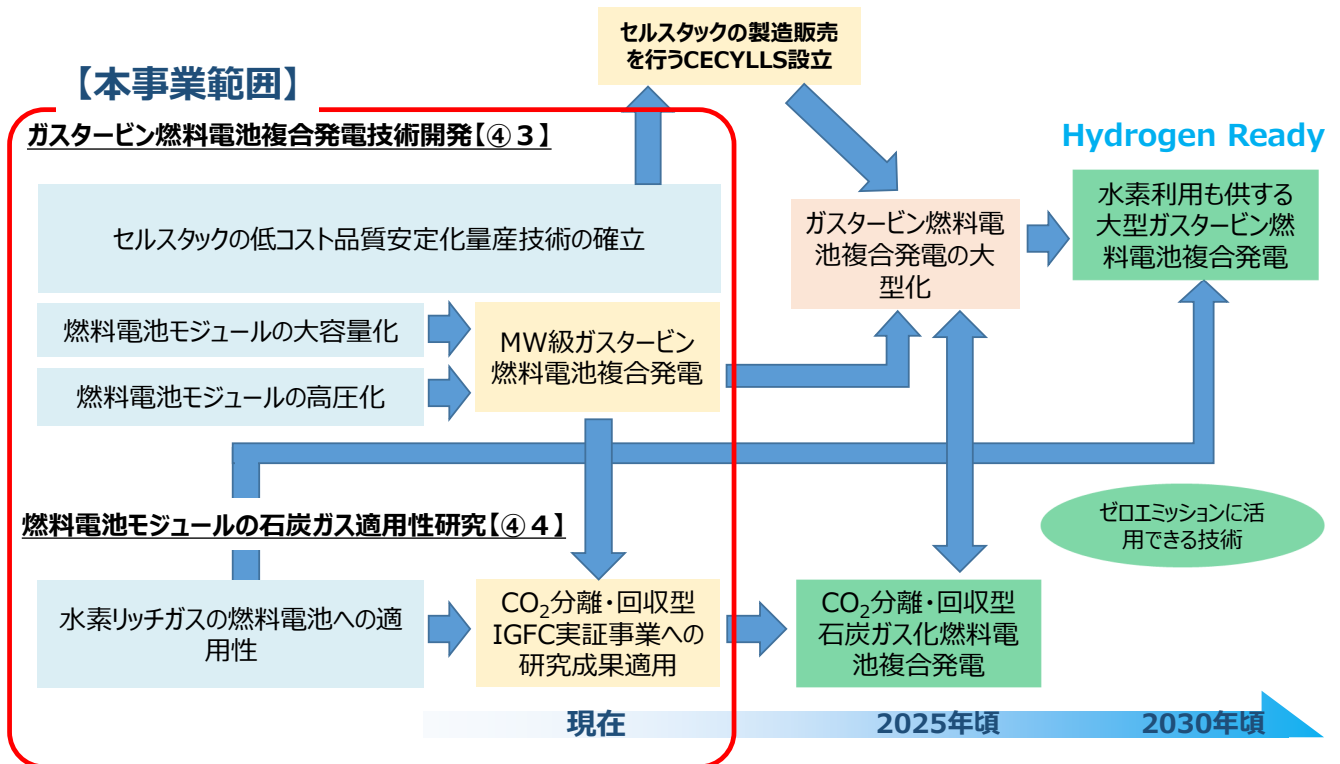 セルスタックの製造販売
を行うCECYLLS設立
【本事業範囲】
ガスタービン燃料電池複合発電技術開発【④３】
Hydrogen Ready
セルスタックの低コスト品質安定化量産技術の確立
ガスタービン燃料電
池複合発電の大
型化
水素利用も供する
大型ガスタービン燃
料電池複合発電
燃料電池モジュールの大容量化
燃料電池モジュールの高圧化
MW級ガスタービン
燃料電池複合発電
燃料電池モジュールの石炭ガス適用性研究【④４】
ゼロエミッションに活
用できる技術
水素リッチガスの燃料電池への適
用性
CO₂分離・回収型
IGFC実証事業への
研究成果適用
CO₂分離・回収型
石炭ガス化燃料電
池複合発電
現在
2025年頃
2030年頃